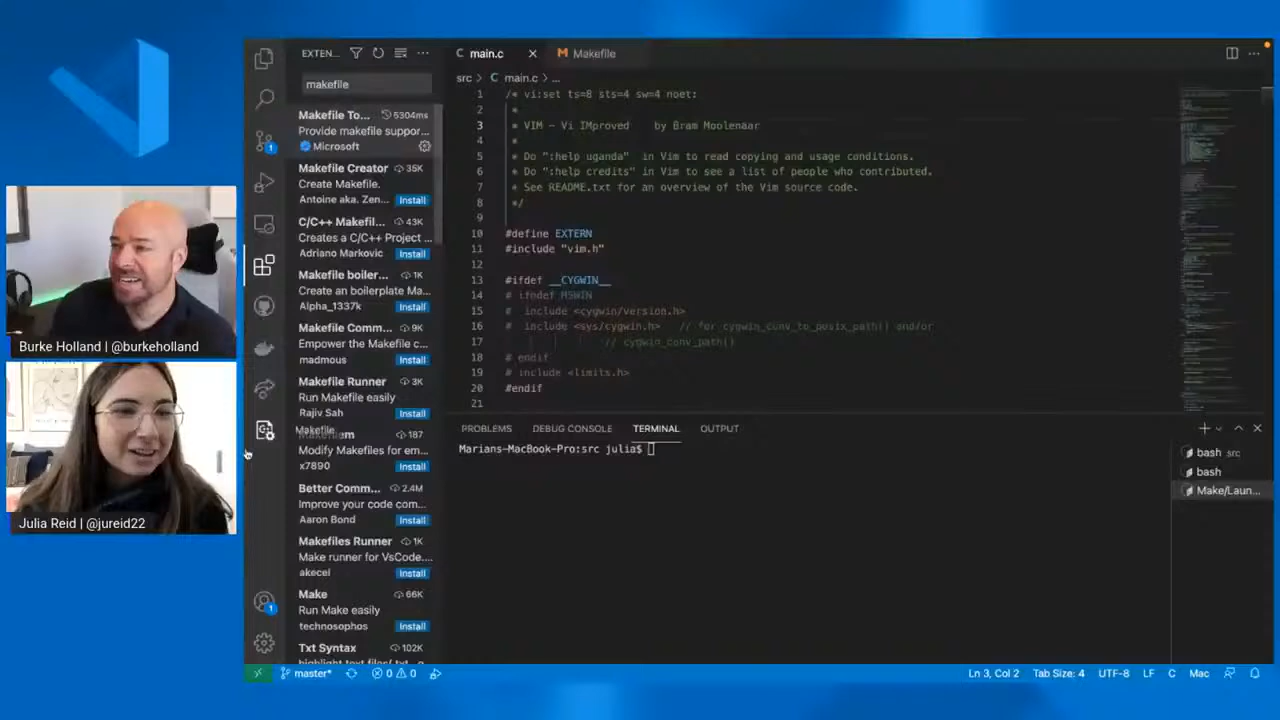 EXTEN...
makefile
Makefile To... 5304ms
Provide makefile suppor...
Microsoft
Makefile Creator 35K
Create Makefile.
Antoine aka. Zen... Install
C/C++ Makefil... 43K
Creates a C/C++ Project ...
Adriano Markovic Install
Makefile boiler... 1K
Create an boilerplate Ma...
Alpha_1337k Install
Makefile Comm... 9K
Empower the Makefile c...
madmous Install
Makefile Runner 3K
Run Makefile easily
Rajiv Sah Install
Makefile
187
Modify Makefiles for em...
x7890 Install
Better Comm... 2.4M
Improve your code com...
Aaron Bond Install
Makefiles Runner 1K
Make runner for VsCode...
akecel Install
Make 66K
Run Make easily
technosophos Install
Txt Syntax 102K
main.c
Makefile
src > C main.c > ...
1 /* vi:set ts=8 sts=4 sw=4 noet:
2 *
3 * VIM - Vi IMproved by Bram Moolenaar
4 *
5 * Do ":help uganda" in Vim to read copying and usage conditions.
6 * Do ":help credits" in Vim to see a list of people who contributed.
7 * See README.txt for an overview of the Vim source code.
8 */
9
10 #define EXTERN
11 #include "vim.h"
12
13 #ifdef __CYGWIN__
14 # ifndef MSWIN
15 # include <cygwin/version.h>
16 # include <sys/cygwin.h> // for cygwin_conv_to_posix_path() and/or
17 // cygwin_conv_path()
18 # endif
19 # include <limits.h>
20 #endif
21
PROBLEMS DEBUG CONSOLE TERMINAL OUTPUT
Marians-MacBook-Pro:src julia$
bash src
bash
Make/Laun...
master* 0 0
Ln 3, Col 2 Tab Size: 4 UTF-8 LF C Mac
Burke Holland | @burkeholland
Julia Reid | @jureid22